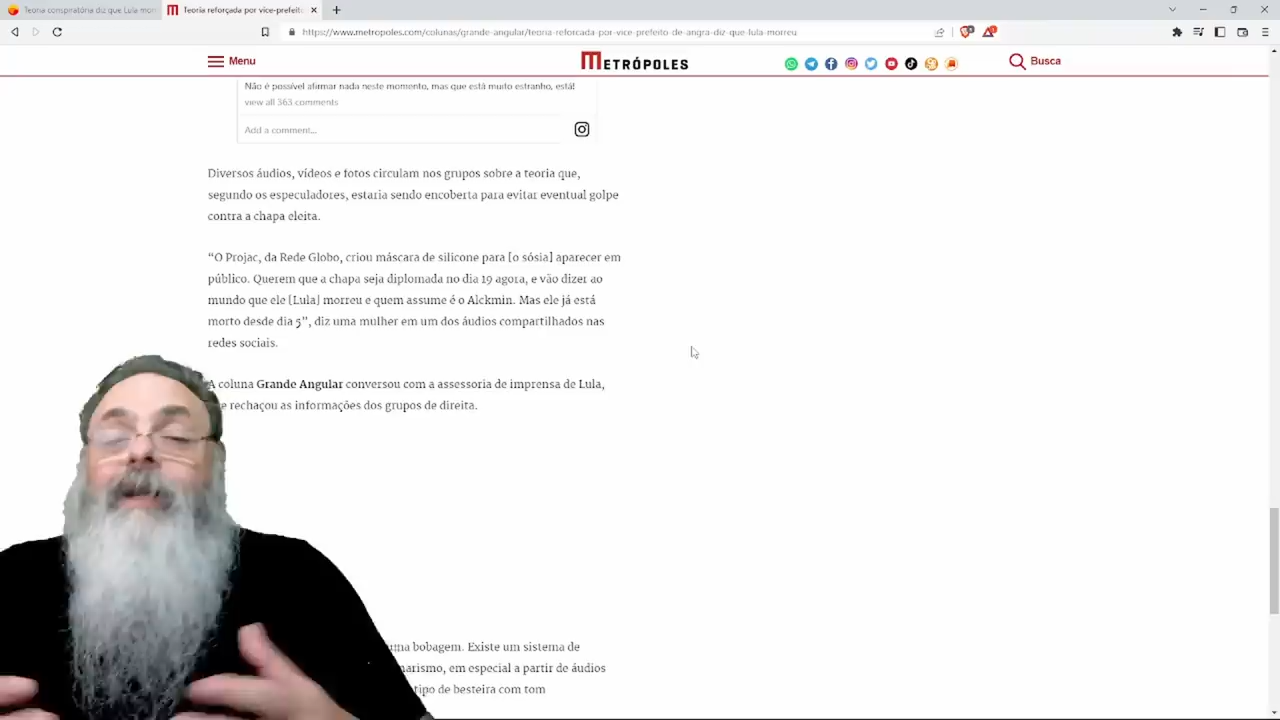 Teoria conspiratória diz que Lula morr
Teoria reforçada por vice-prefeito
https://www.metropoles.com/colunas/grande-angular/teoria-reforcada-por-vice-prefeito-de-angra-diz-que-lula-morreu
Menu
METRÓPOLES
Busca
Não é possível afirmar nada neste momento, mas que está muito estranho, está!
view all 363 comments
Add a comment...
Diversos áudios, vídeos e fotos circulam nos grupos sobre a teoria que,
segundo os especuladores, estaria sendo encoberta para evitar eventual golpe
contra a chapa eleita.
“O Projac, da Rede Globo, criou máscara de silicone para [o sósia] aparecer em
público. Querem que a chapa seja diplomada no dia 19 agora, e vão dizer ao
mundo que ele [Lula] morreu e quem assume é o Alckmin. Mas ele já está
morto desde dia 5”, diz uma mulher em um dos áudios compartilhados nas
redes sociais.
A coluna Grande Angular conversou com a assessoria de imprensa de Lula,
e rechaçou as informações dos grupos de direita.
uma bobagem. Existe um sistema de
narismo, em especial a partir de áudios
tipo de besteira com tom